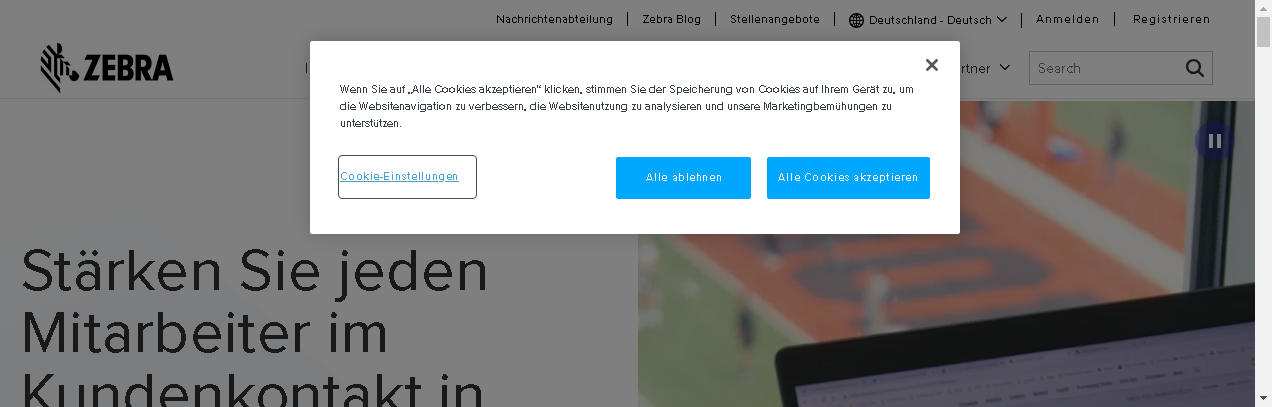 Nachrichtenabteilung Zebra Blog Stellenangebote Deutschland - Deutsch Anmelden Registrieren
ZEBRA
Search
Wenn Sie auf „Alle Cookies akzeptieren“ klicken, stimmen Sie der Speicherung von Cookies auf Ihrem Gerät zu, um
die Websitenavigation zu verbessern, die Websitenutzung zu analysieren und unsere Marketingbemühungen zu
unterstützen.
Cookie-Einstellungen Alle ablehnen Alle Cookies akzeptieren
Stärken Sie jeden
Mitarbeiter im
Kundenkontakt in